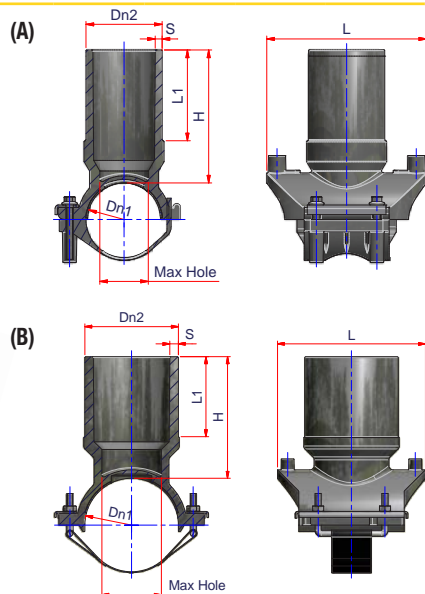 (A)
Dn2
S
L
L1
H
Dn1
Max Hole
(B)
Dn2
S
L
L1
H
Dn1
Max Hole